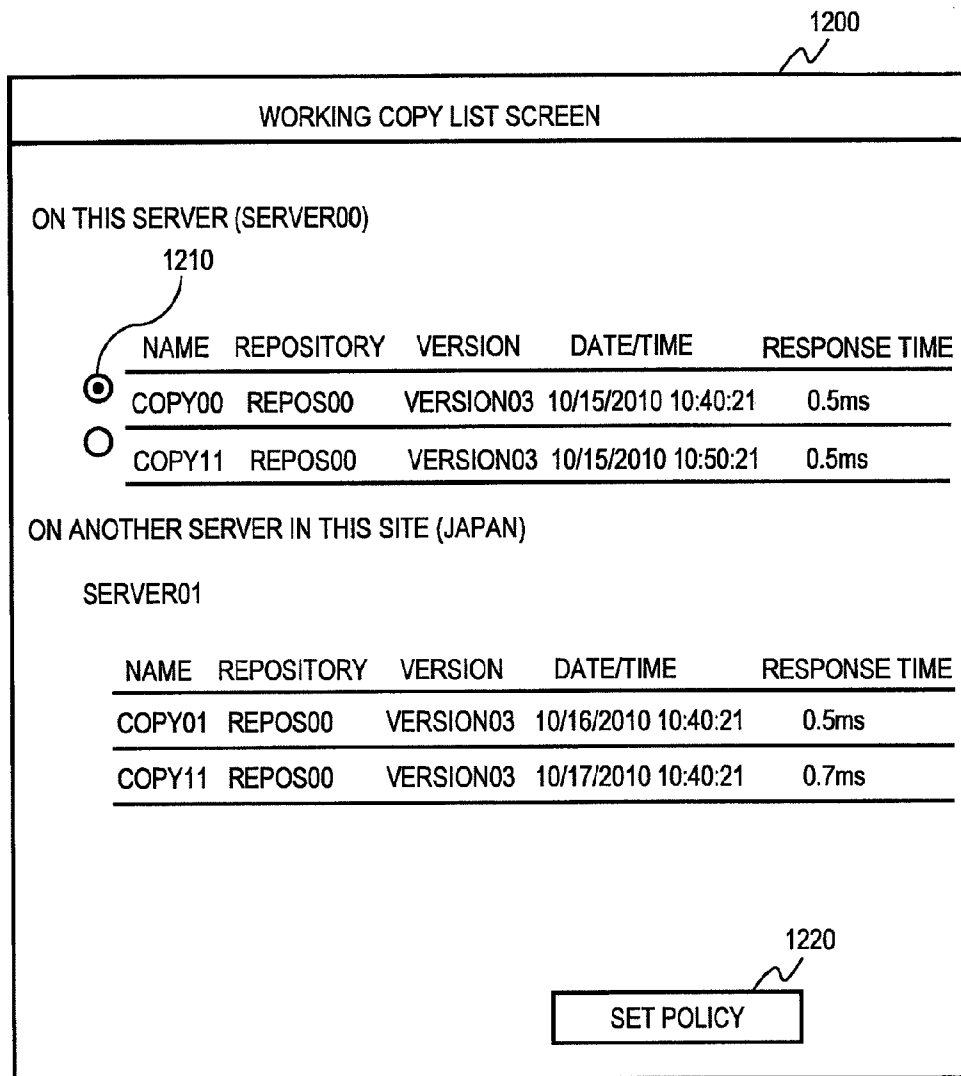 1200
WORKING COPY LIST SCREEN
ON THIS SERVER (SERVER00)
1210
NAME REPOSITORY VERSION DATE/TIME RESPONSE TIME
COPY00 REPOS00 VERSION03 10/15/2010 10:40:21 0.5ms
COPY11 REPOS00 VERSION03 10/15/2010 10:50:21 0.5ms
ON ANOTHER SERVER IN THIS SITE (JAPAN)
SERVER01
NAME REPOSITORY VERSION DATE/TIME RESPONSE TIME
COPY01 REPOS00 VERSION03 10/16/2010 10:40:21 0.5ms
COPY11 REPOS00 VERSION03 10/17/2010 10:40:21 0.7ms
1220
SET POLICY